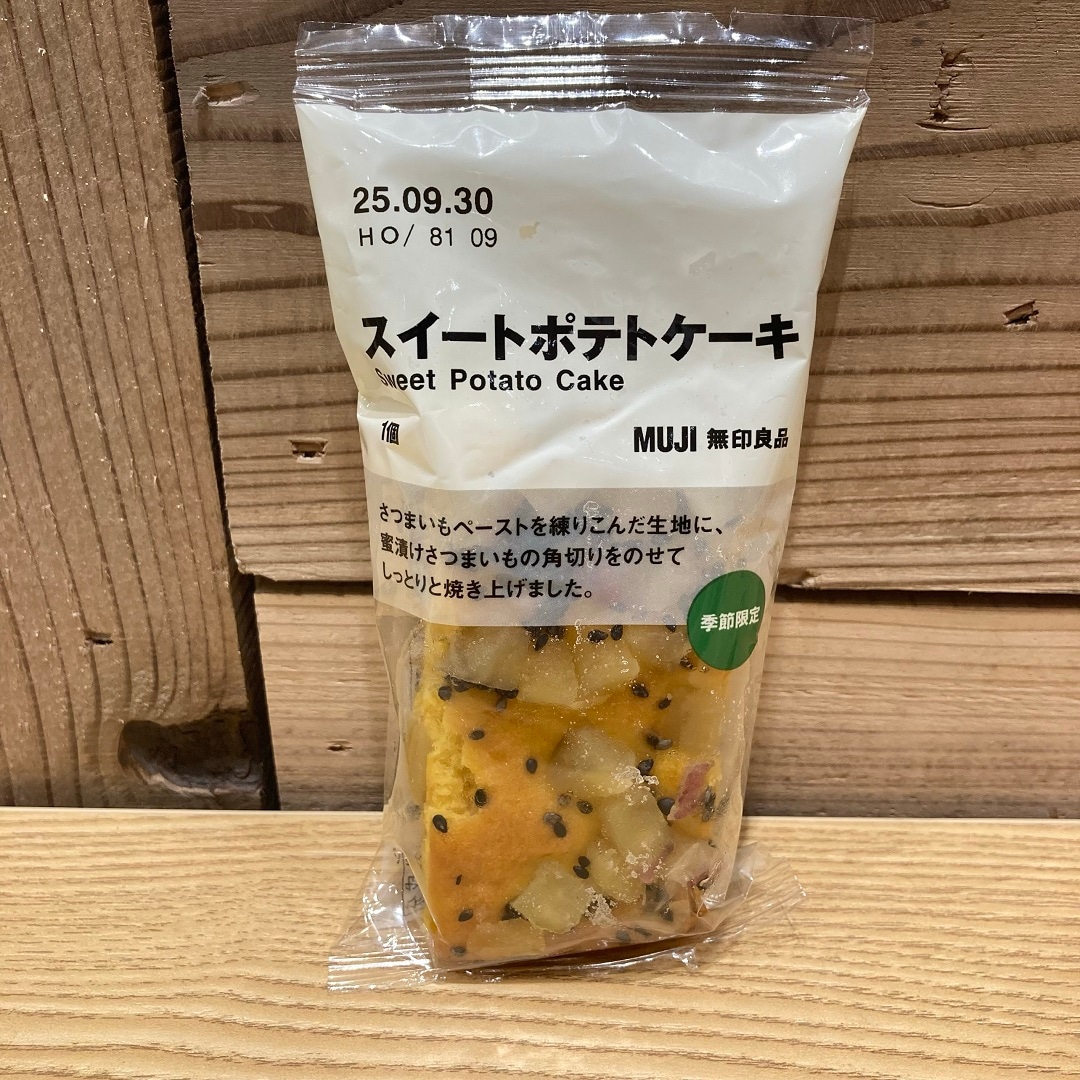 25.09.30
HO/ 81 09
スイートポテトケーキ
Sweet Potato Cake
1個
MUJI 無印良品
さつまいもペーストを練りこんだ生地に、
蜜漬けさつまいもの角切りをのせて
しっとりと焼き上げました。
季節限定